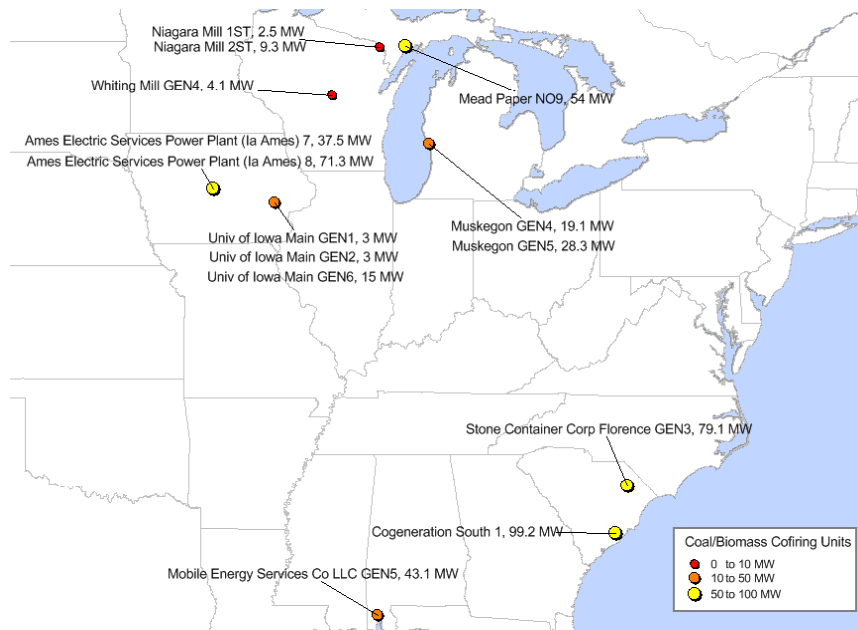 Niagara Mill 1ST, 2.5 MW
Niagara Mill 2ST, 9.3 MW
Whiting Mill GEN4, 4.1 MW
Mead Paper NO9, 54 MW
Ames Electric Services Power Plant (Ia Ames) 7, 37.5 MW
Ames Electric Services Power Plant (Ia Ames) 8, 71.3 MW
Muskegon GEN4, 19.1 MW
Muskegon GEN5, 28.3 MW
Univ of Iowa Main GEN1, 3 MW
Univ of Iowa Main GEN2, 3 MW
Univ of Iowa Main GEN6, 15 MW
Stone Container Corp Florence GEN3, 79.1 MW
Cogeneration South 1, 99.2 MW
Mobile Energy Services Co LLC GEN5, 43.1 MW
Coal/Biomass Cofiring Units
0 to 10 MW
10 to 50 MW
50 to 100 MW